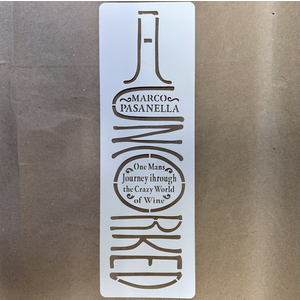 MARCO
PASANELLA
UNCORKED
One Mans
Journey through
the Crazy World
of Wine